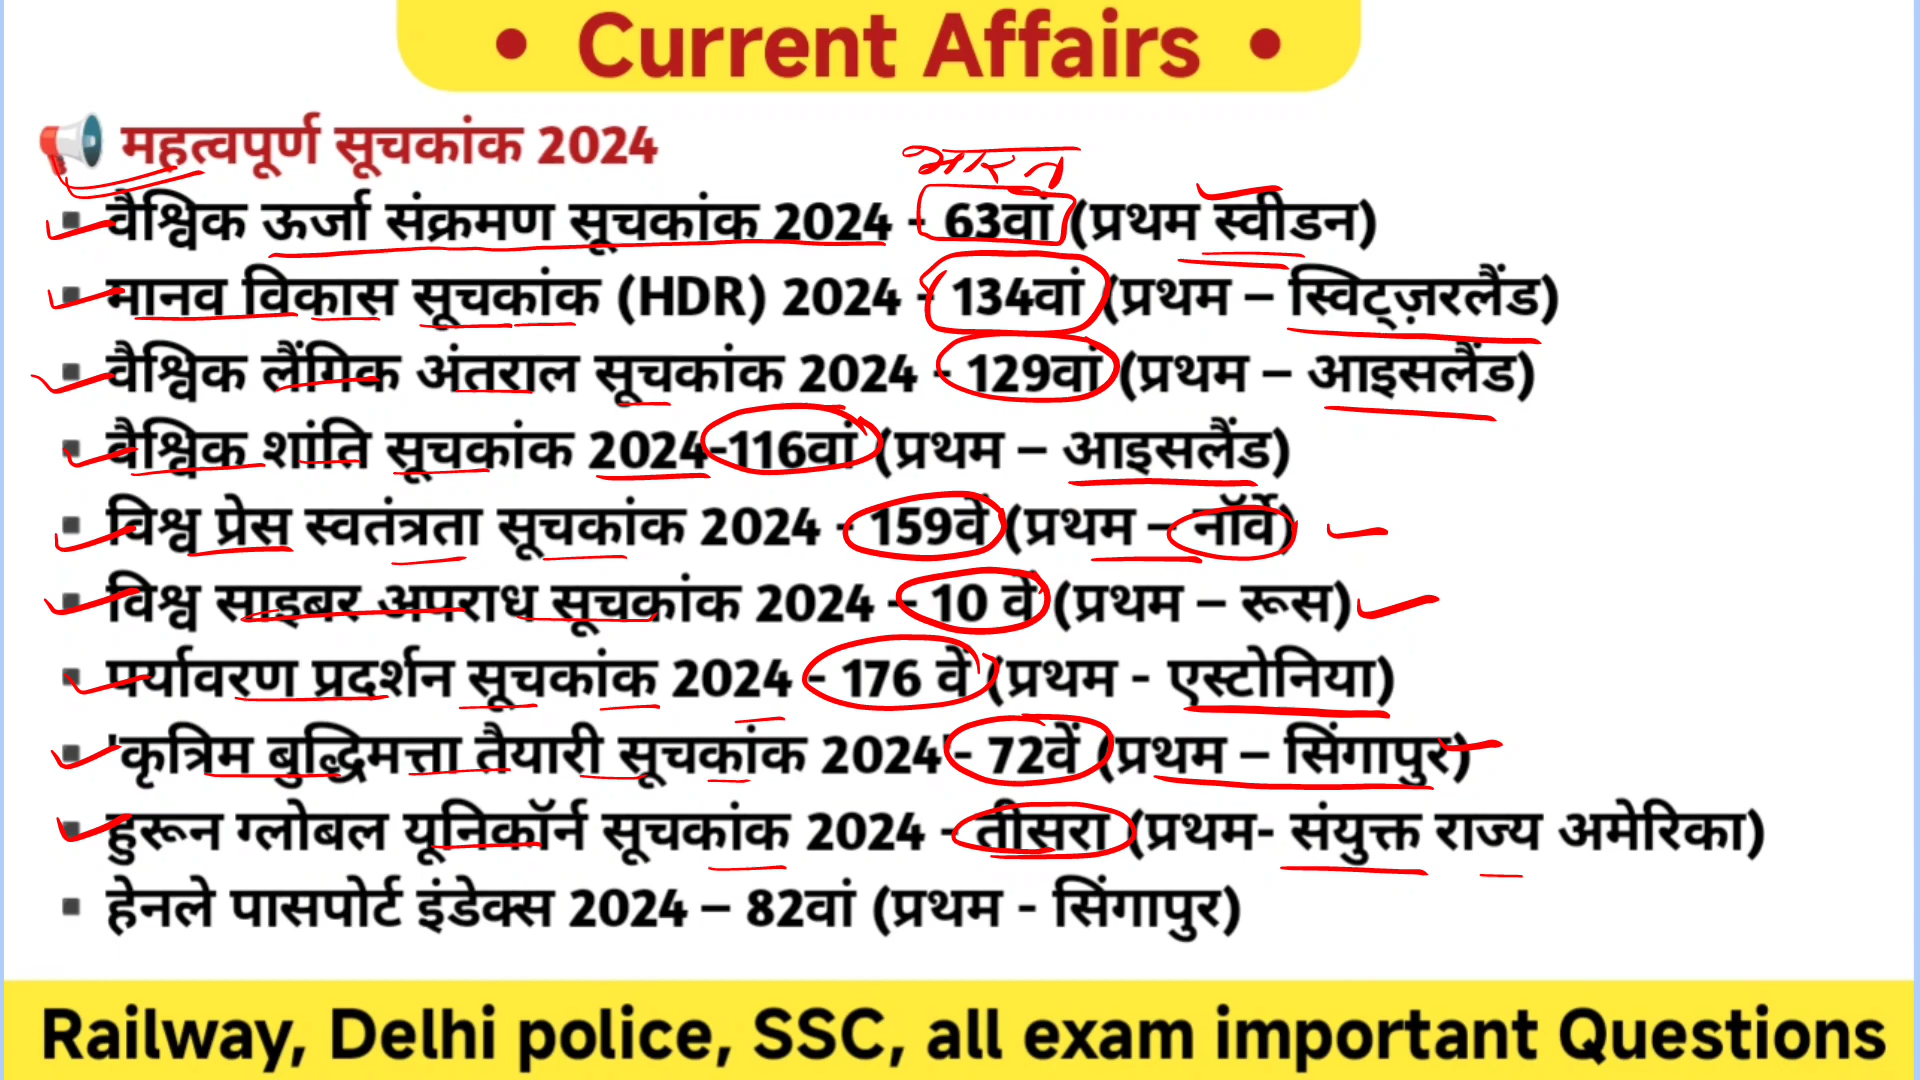 • Current Affairs •
📢 महत्वपूर्ण सूचकांक 2024
भारत
▪ वैश्विक ऊर्जा संक्रमण सूचकांक 2024 - 63वां (प्रथम स्वीडन)
▪ मानव विकास सूचकांक (HDR) 2024 - 134वां (प्रथम – स्विट्ज़रलैंड)
▪ वैश्विक लैंगिक अंतराल सूचकांक 2024 - 129वां (प्रथम – आइसलैंड)
▪ वैश्विक शांति सूचकांक 2024-116वां (प्रथम – आइसलैंड)
▪ विश्व प्रेस स्वतंत्रता सूचकांक 2024 - 159वें (प्रथम – नॉर्वे)
▪ विश्व साइबर अपराध सूचकांक 2024 – 10 वें (प्रथम – रूस)
▪ पर्यावरण प्रदर्शन सूचकांक 2024 - 176 वें (प्रथम - एस्टोनिया)
▪ 'कृत्रिम बुद्धिमत्ता तैयारी सूचकांक 2024'- 72वें (प्रथम – सिंगापुर)
▪ हुरून ग्लोबल यूनिकॉर्न सूचकांक 2024 - तीसरा (प्रथम- संयुक्त राज्य अमेरिका)
▪ हेनले पासपोर्ट इंडेक्स 2024 – 82वां (प्रथम - सिंगापुर)
Railway, Delhi police, SSC, all exam important Questions